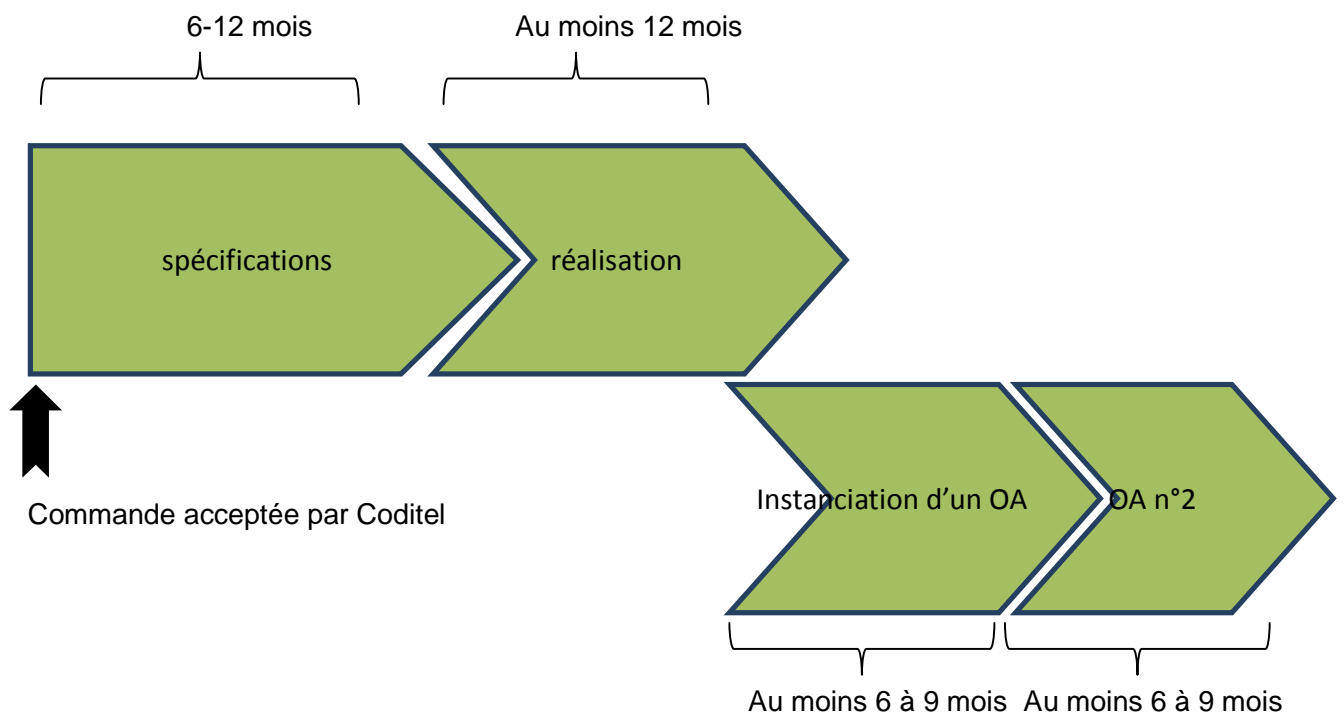 6-12 mois
Au moins 12 mois
spécifications
réalisation
Commande acceptée par Coditel
Instanciation d'un OA
OA n°2
Au moins 6 à 9 mois
Au moins 6 à 9 mois